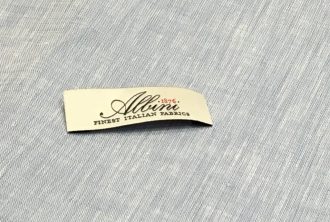 Albini
·1876·
FINEST ITALIAN FABRICS